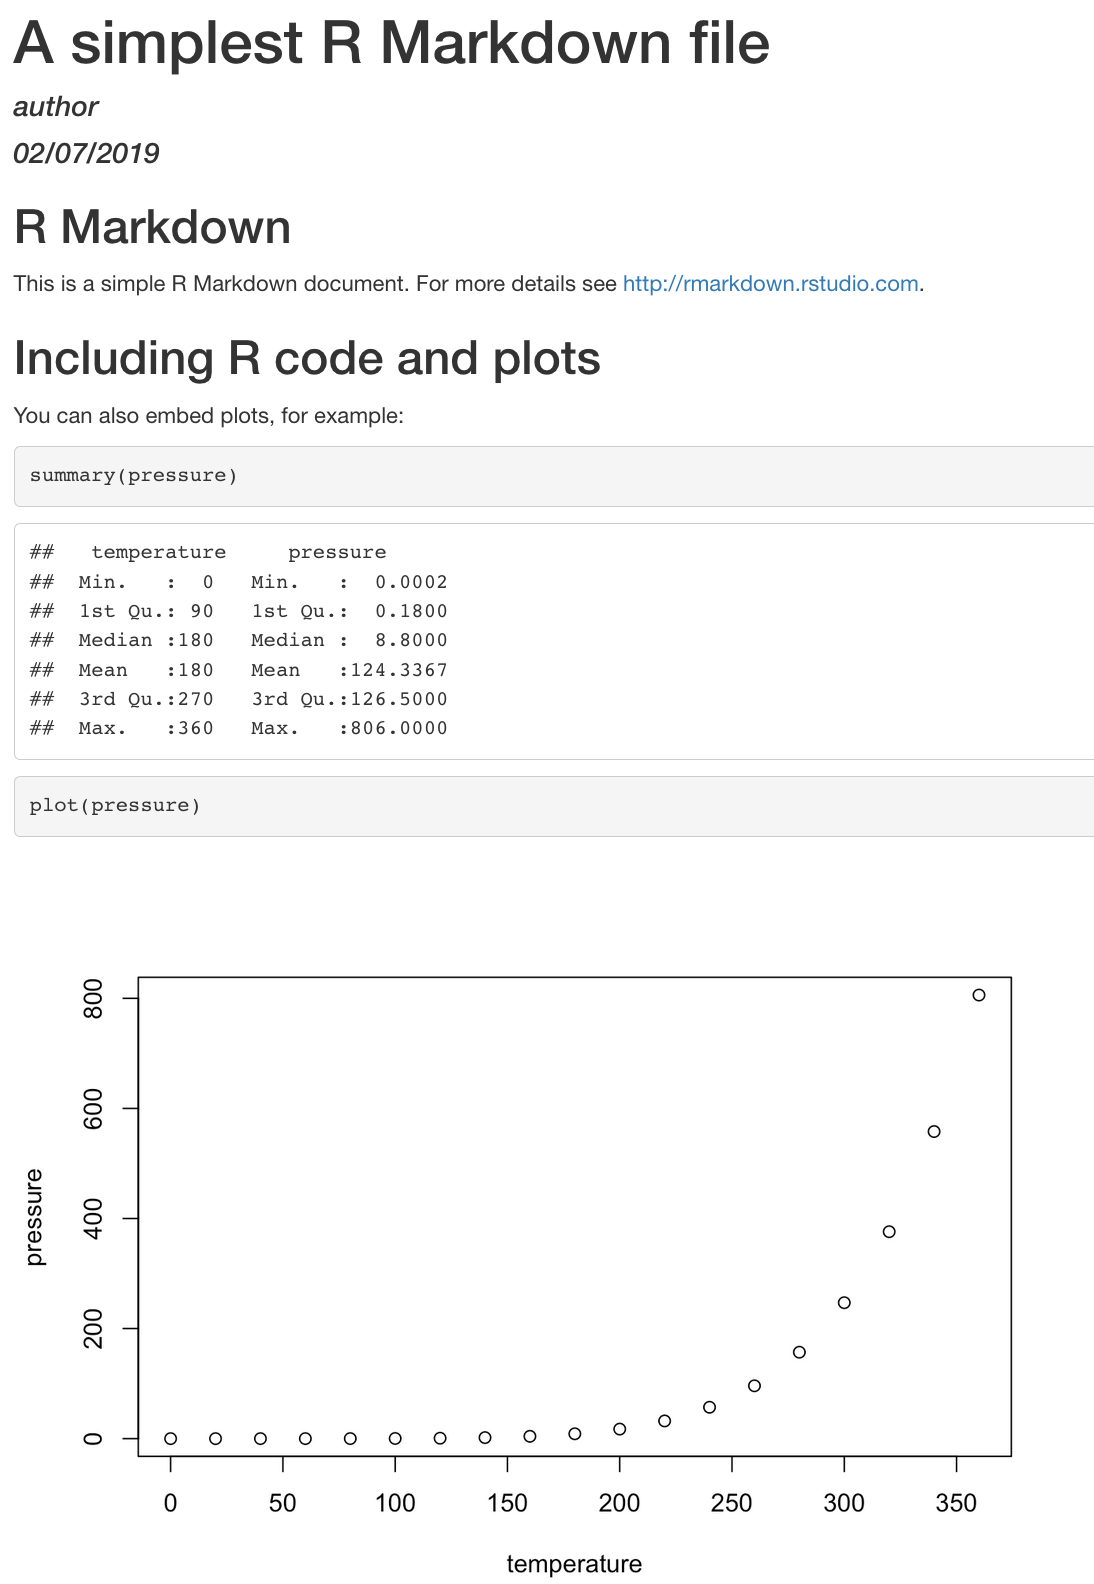 A simplest R Markdown file
author
02/07/2019
R Markdown
This is a simple R Markdown document. For more details see http://rmarkdown.rstudio.com.
Including R code and plots
You can also embed plots, for example:
summary(pressure)
##   temperature     pressure
##  Min.   :  0   Min.   :  0.0002
##  1st Qu.: 90   1st Qu.:  0.1800
##  Median :180   Median :  8.8000
##  Mean   :180   Mean   :124.3367
##  3rd Qu.:270   3rd Qu.:126.5000
##  Max.   :360   Max.   :806.0000
plot(pressure)
800
600
400
200
0
pressure
0 50 100 150 200 250 300 350
temperature